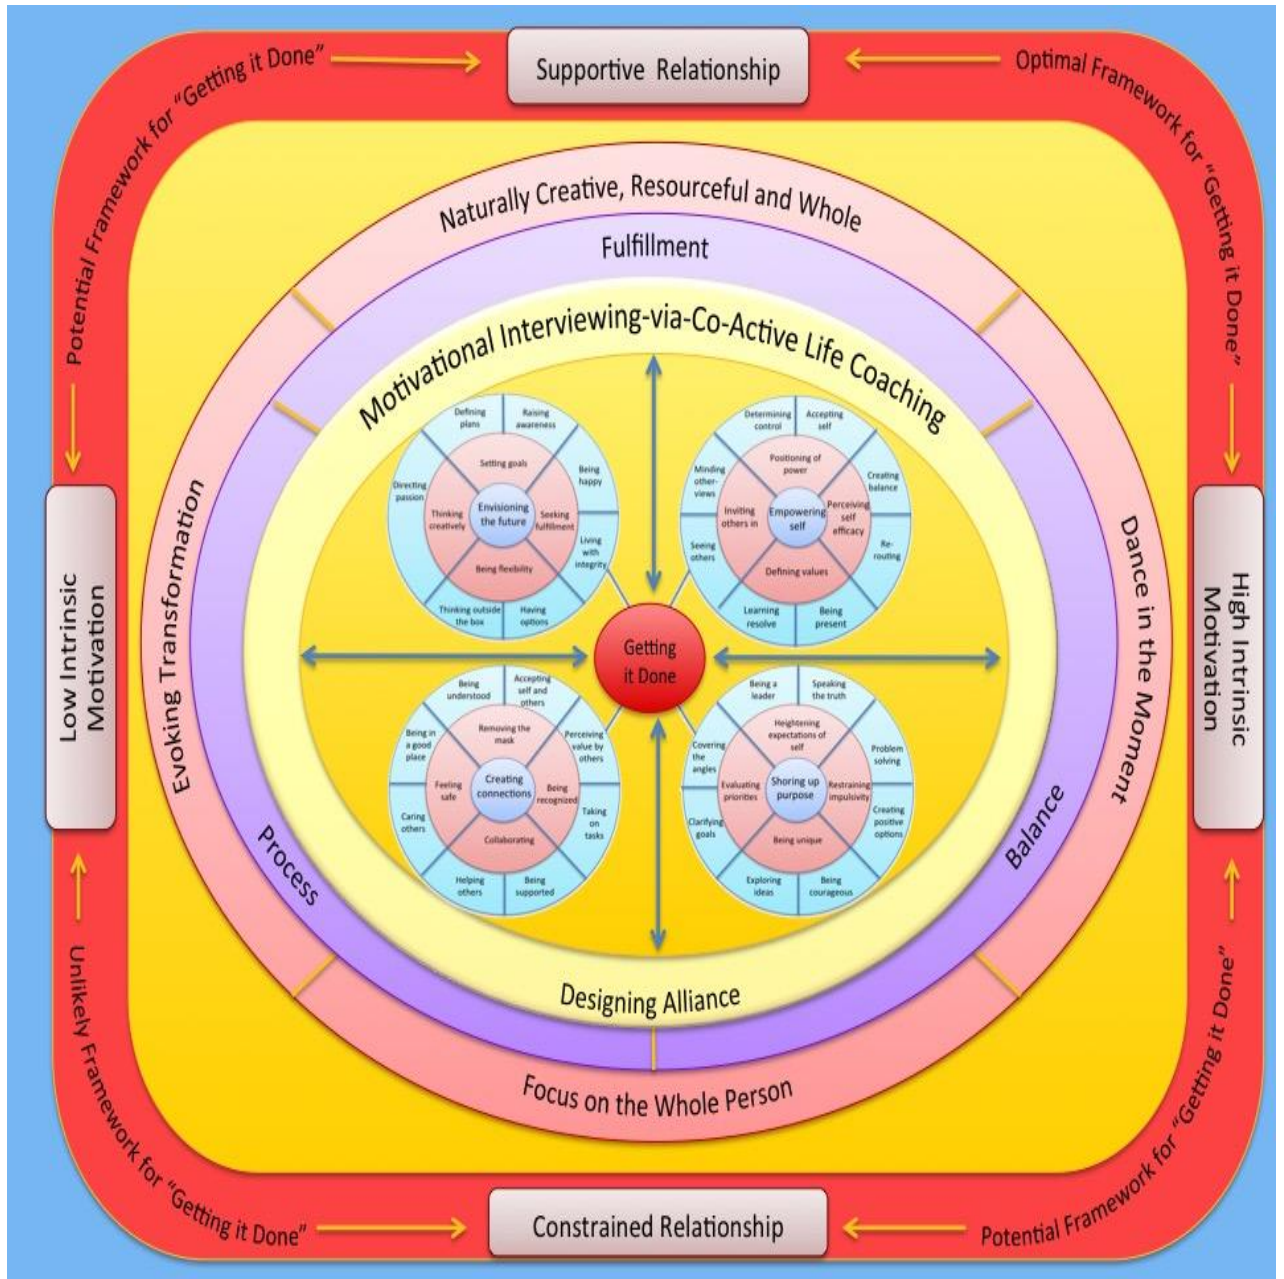 Potential Framework for "Getting it Done"
Supportive Relationship
Optimal Framework for "Getting it Done"
Naturally Creative, Resourceful and Whole
Fulfillment
Motivational Interviewing-via-Co-Active Life Coaching
Defining
plans
Raising
awareness
Directing
passion
Setting goals
Being
happy
Thinking
creatively
Envisioning
the future
Seeking
fulfillment
Living
with
integrity
Being flexibility
Thinking outside
the box
Having
options
Determining
control
Accepting
self
Minding
other-
views
Positioning of
power
Creating
balance
Inviting
others in
Empowering
self
Perceiving
self
efficacy
Seeing
others
Re-
routing
Defining values
Learning
resolve
Being
present
Low Intrinsic
Motivation
Evoking Transformation
Getting
it Done
Dance in the Moment
High Intrinsic
Motivation
Being
understood
Accepting
self and
others
Being in
a good
place
Removing the
mask
Perceiving
value by
others
Feeling
safe
Creating
connections
Being
recognized
Caring
others
Taking
on
tasks
Collaborating
Helping
others
Being
supported
Being a
leader
Speaking
the truth
Covering
the
angles
Heightening
expectations of
self
Problem
solving
Evaluating
priorities
Shoring up
purpose
Restraining
impulsivity
Clarifying
goals
Creating
positive
options
Being unique
Exploring
ideas
Being
courageous
Process
Balance
Designing Alliance
Focus on the Whole Person
Unlikely Framework for "Getting it Done"
Constrained Relationship
Potential Framework for "Getting it Done"